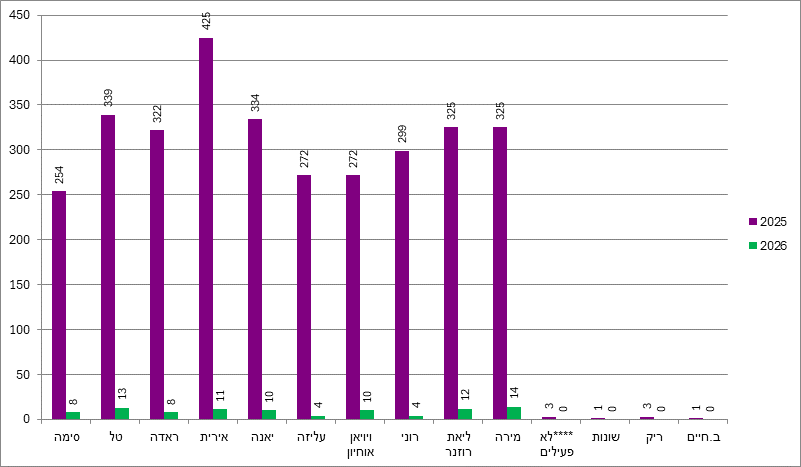 450
400
350
300
250
200
150
100
50
0
254
8
339
13
322
8
425
11
334
10
272
4
272
10
299
4
325
12
325
14
3
0
1
0
3
0
1
0
סימה
טל
ראדה
אירית
יאנה
עליזה
ויויאן
אוחיון
רוני
ליאת
רוזנר
מירה
****לא
פעילים
שונות
ריק
ב.חיים
2025
2026